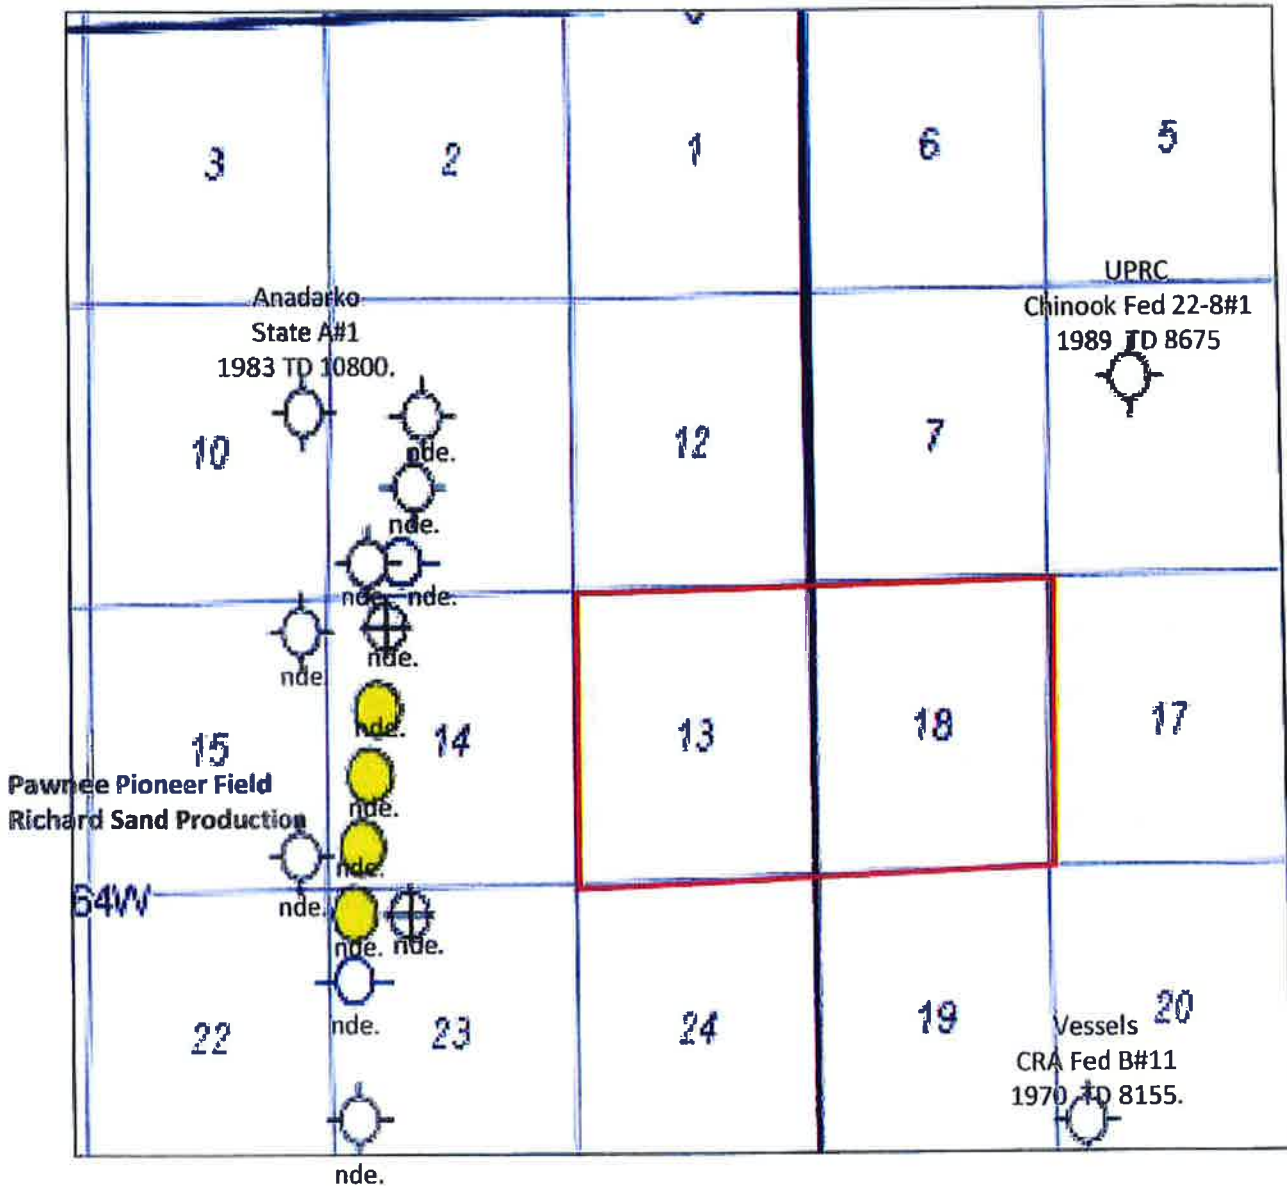 3
2
1
6
5
UPRC
Chinook Fed 22-8#1
1989 TD 8675
Anadarko
State A#1
1983 TD 10800.
10
12
7
nde.
nde.
nde.
nde.
nde.
nde.
nde.
15
14
13
18
17
Pawnee Pioneer Field
Richard Sand Production
nde.
nde.
64W
nde.
nde.
nde.
nde.
22
nde.
23
24
19
20
Vessels
CRA Fed B#11
1970 TD 8155.
nde.